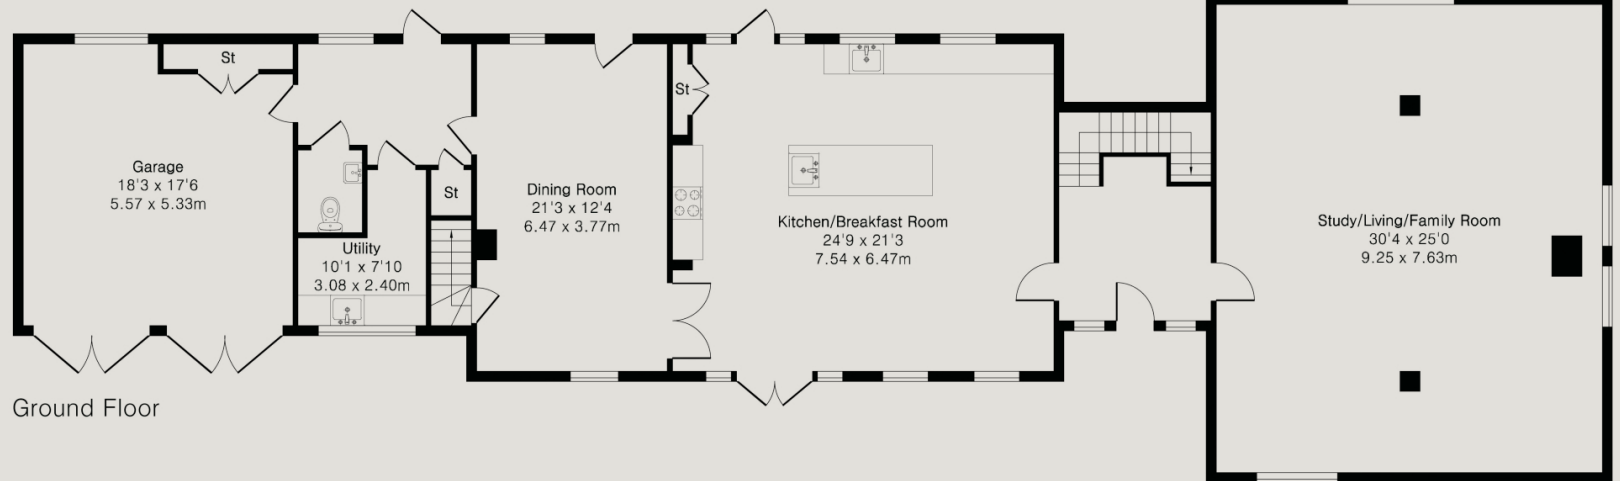 St
Garage
18'3 x 17'6
5.57 x 5.33m
Utility
10'1 x 7'10
3.08 x 2.40m
St
Dining Room
21'3 x 12'4
6.47 x 3.77m
St
Kitchen/Breakfast Room
24'9 x 21'3
7.54 x 6.47m
Study/Living/Family Room
30'4 x 25'0
9.25 x 7.63m
Ground Floor